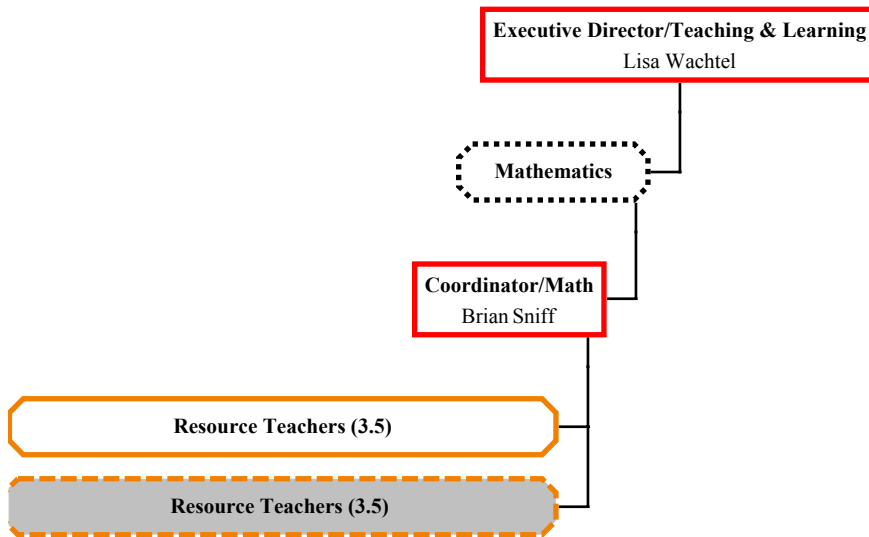 Executive Director/Teaching & Learning
Lisa Wachtel
Mathematics
Coordinator/Math
Brian Sniff
Resource Teachers (3.5)
Resource Teachers (3.5)